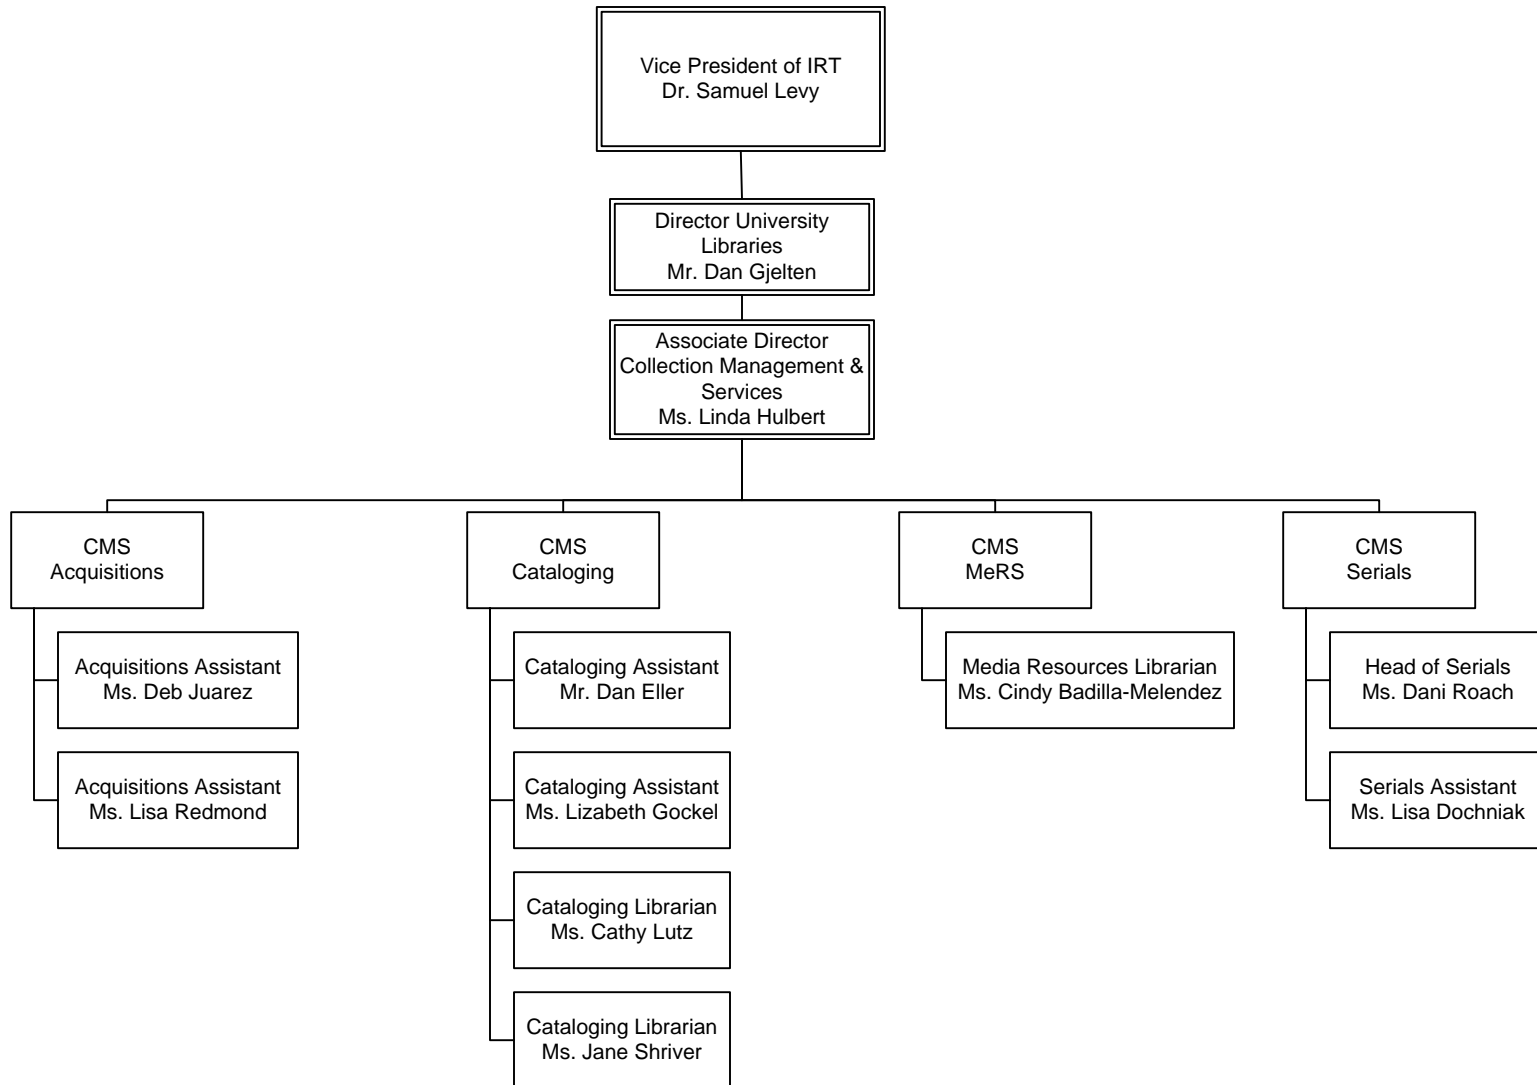 Vice President of IRT
Dr. Samuel Levy
Director University
Libraries
Mr. Dan Gjelten
Associate Director
Collection Management &
Services
Ms. Linda Hulbert
CMS
Acquisitions
Acquisitions Assistant
Ms. Deb Juarez
Acquisitions Assistant
Ms. Lisa Redmond
CMS
Cataloging
Cataloging Assistant
Mr. Dan Eller
Cataloging Assistant
Ms. Lizabeth Gockel
Cataloging Librarian
Ms. Cathy Lutz
Cataloging Librarian
Ms. Jane Shriver
CMS
MeRS
Media Resources Librarian
Ms. Cindy Badilla-Melendez
CMS
Serials
Head of Serials
Ms. Dani Roach
Serials Assistant
Ms. Lisa Dochniak